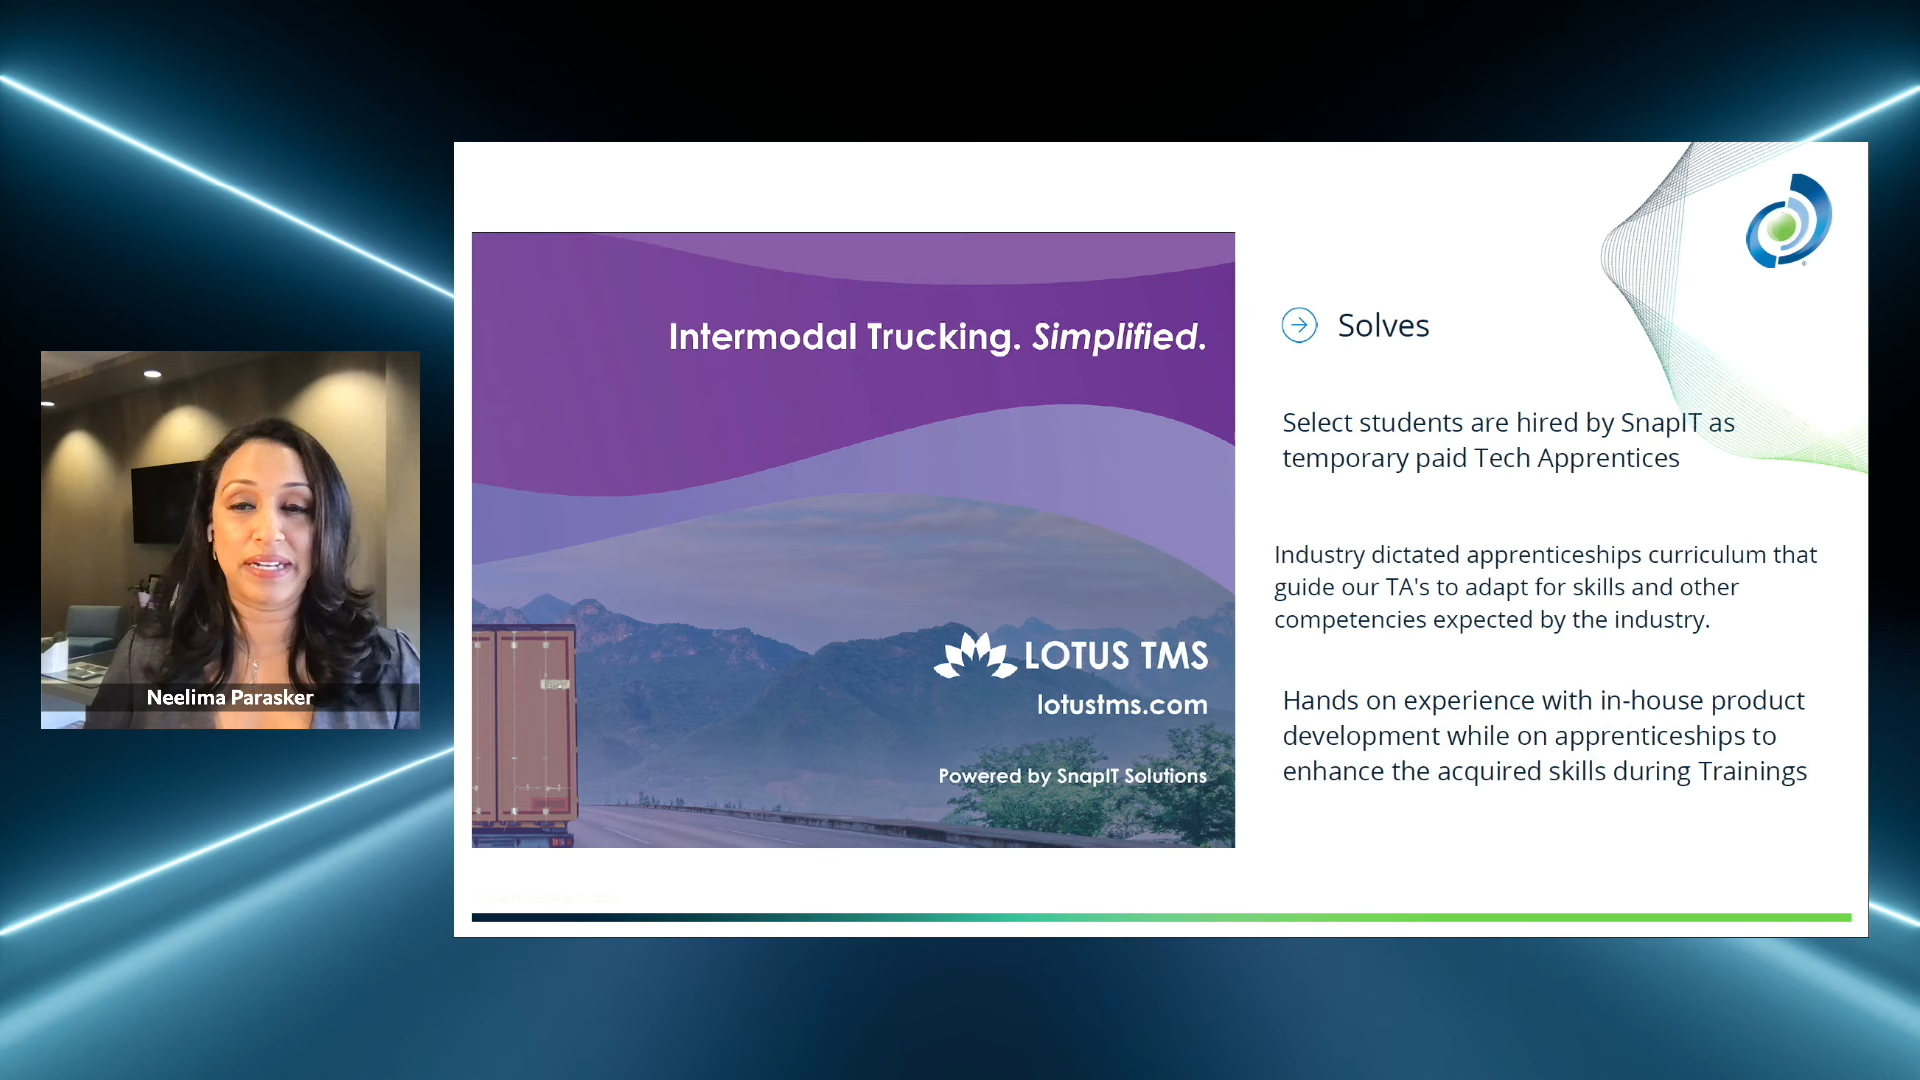 Intermodal Trucking. Simplified.
LOTUS TMS
lotustms.com
Powered by SnapIT Solutions
Solves
Select students are hired by SnapIT as
temporary paid Tech Apprentices
Industry dictated apprenticeships curriculum that
guide our TA's to adapt for skills and other
competencies expected by the industry.
Hands on experience with in-house product
development while on apprenticeships to
enhance the acquired skills during Trainings
Neelima Parasker